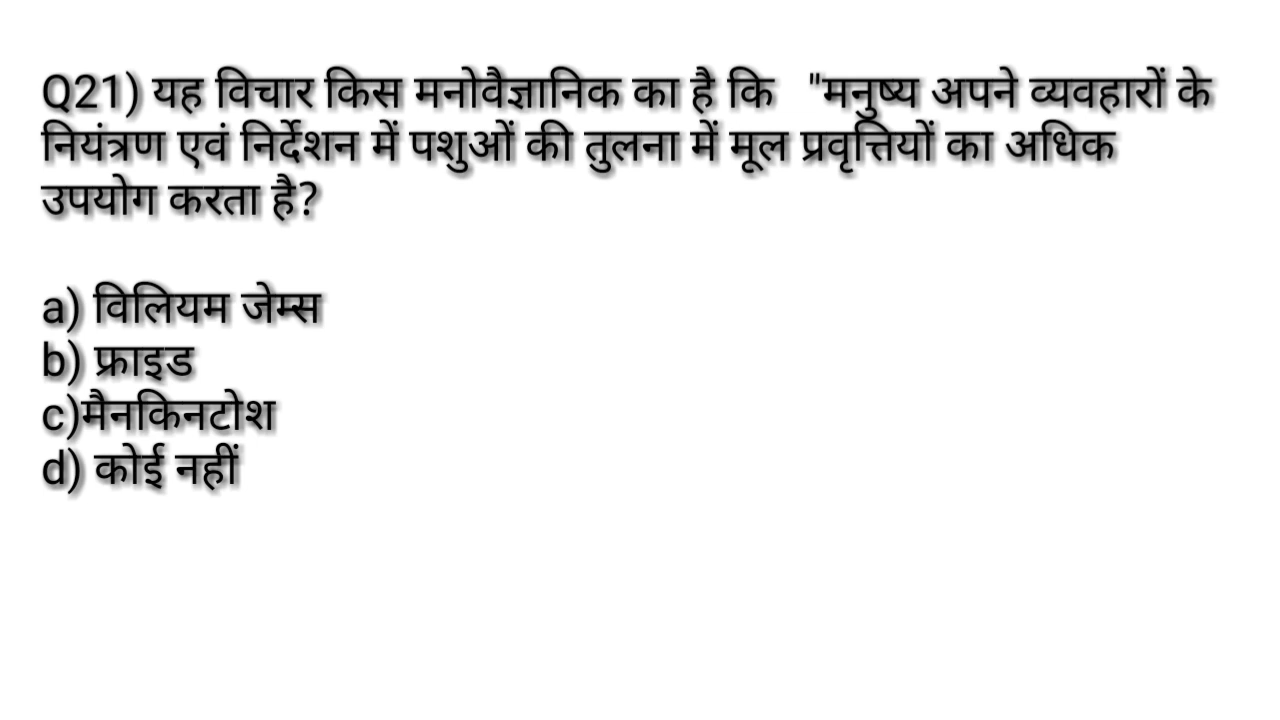 Q21) यह विचार किस मनोवैज्ञानिक का है कि "मनुष्य अपने व्यवहारों के
नियंत्रण एवं निर्देशन में पशुओं की तुलना में मूल प्रवृत्तियों का अधिक
उपयोग करता है?
a) विलियम जेम्स
b) फ्राइड
c)मैनकिनटोश
d) कोई नहीं